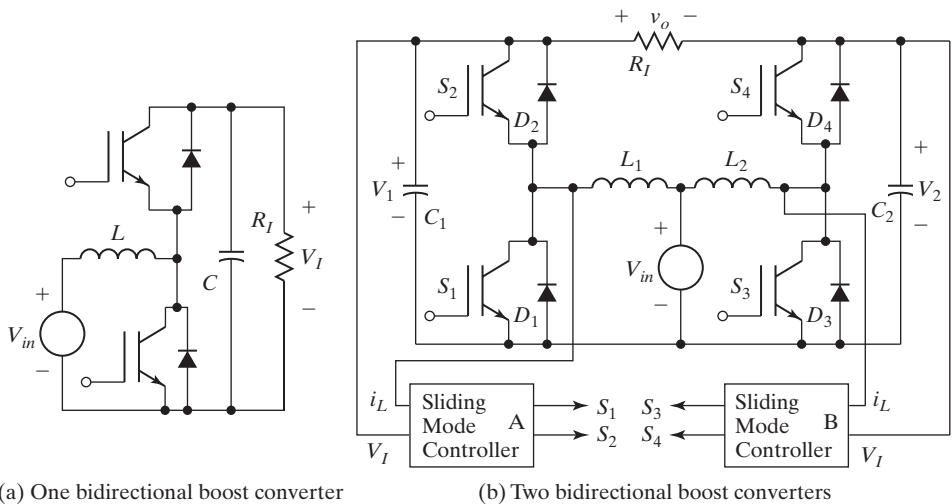 L
R_I
+
V_I
−
C
+
V_in
−
(a) One bidirectional boost converter
+ v_o −
R_I
S_2
D_2
S_4
D_4
+
V_1
−
C_1
L_1
L_2
+
V_2
−
C_2
+
V_in
−
S_1
D_1
S_3
D_3
i_L
V_I
Sliding
Mode A
Controller
S_1
S_2
S_3
S_4
Sliding
Mode B
Controller
i_L
V_I
(b) Two bidirectional boost converters